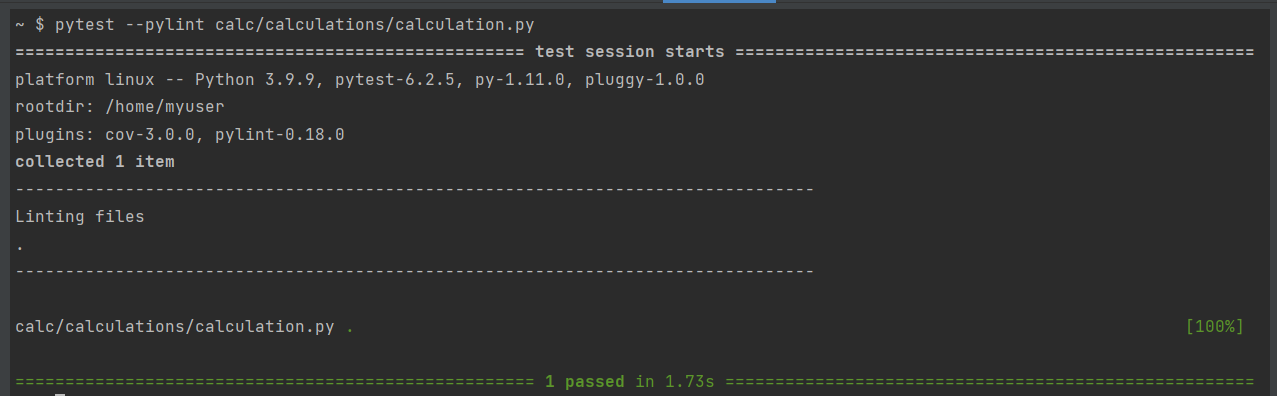 ~ $ pytest --pylint calc/calculations/calculation.py
=================================================== test session starts ====================================================
platform linux -- Python 3.9.9, pytest-6.2.5, py-1.11.0, pluggy-1.0.0
rootdir: /home/myuser
plugins: cov-3.0.0, pylint-0.18.0
collected 1 item
--------------------------------------------------------------------------------
Linting files
.
--------------------------------------------------------------------------------
calc/calculations/calculation.py . [100%]
==================================================== 1 passed in 1.73s =====================================================